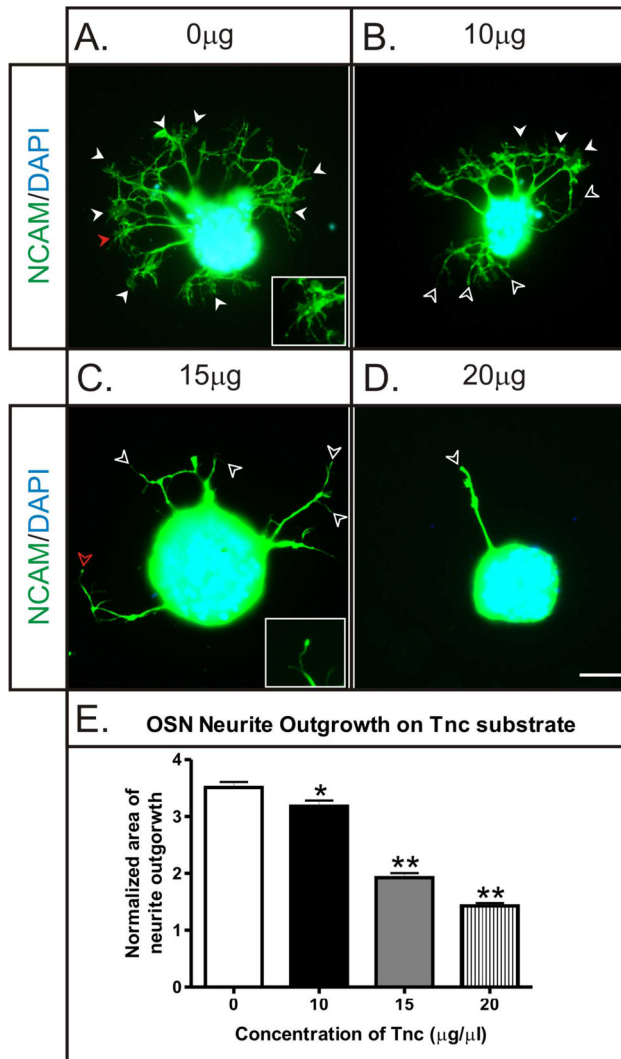 A. 0μg
B. 10μg
NCAM/DAPI
C. 15μg
D. 20μg
NCAM/DAPI
E. OSN Neurite Outgrowth on Tnc substrate
Normalized area of
neurite outgorwth
4
3
2
1
0
*
**
**
0 10 15 20
Concentration of Tnc (μg/μl)